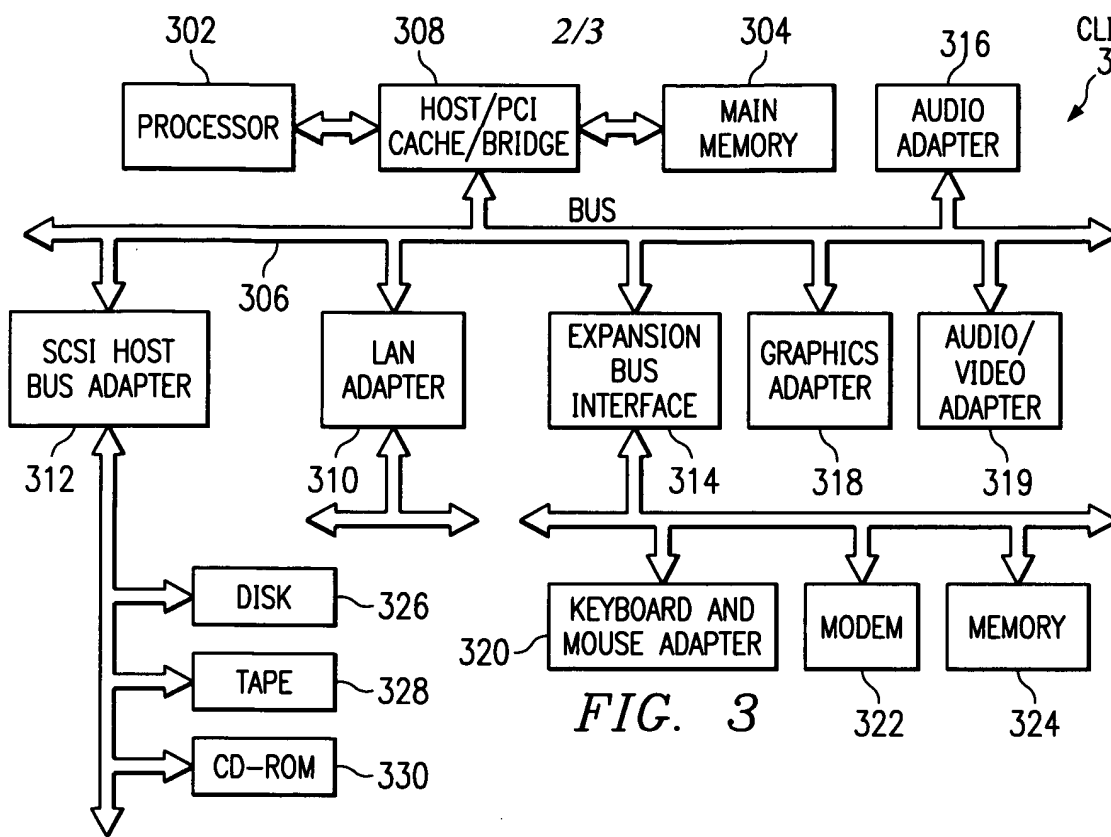 302
308
2/3
304
316
PROCESSOR
HOST/PCI
CACHE/BRIDGE
MAIN
MEMORY
AUDIO
ADAPTER
BUS
306
SCSI HOST
BUS ADAPTER
LAN
ADAPTER
EXPANSION
BUS
INTERFACE
GRAPHICS
ADAPTER
AUDIO/
VIDEO
ADAPTER
312
310
314
318
319
DISK
326
TAPE
328
CD-ROM
330
320
KEYBOARD AND
MOUSE ADAPTER
MODEM
MEMORY
322
324
FIG. 3